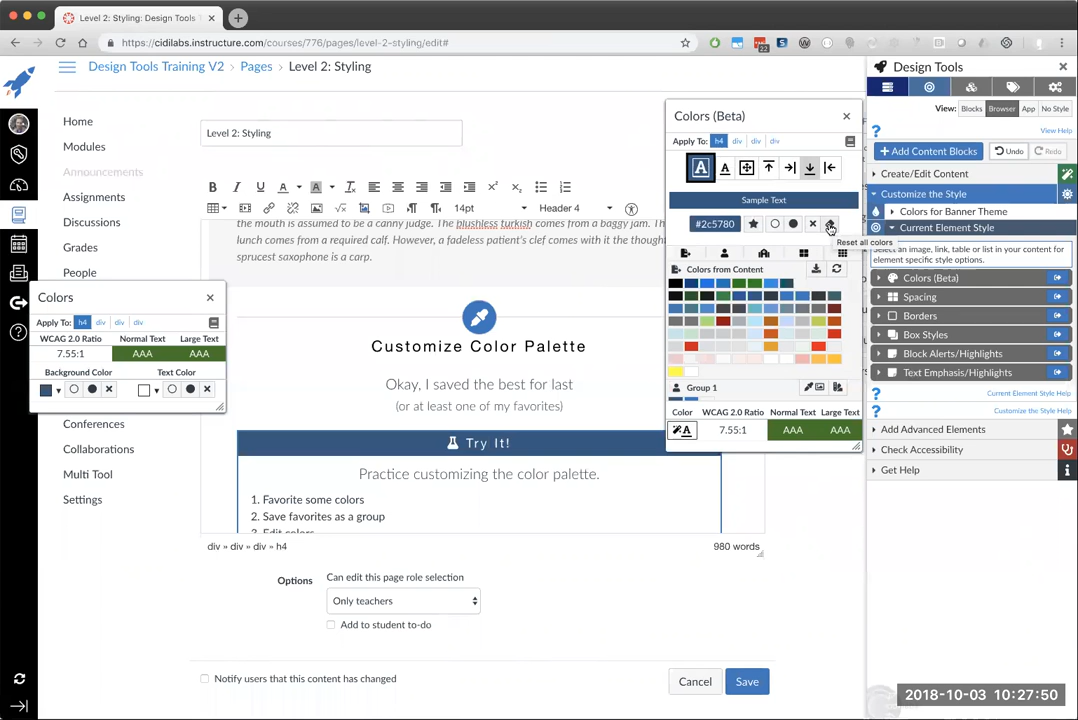 Level 2: Styling: Design Tools T
https://cidilabs.instructure.com/courses/776/pages/level-2-styling/edit#
22
Design Training V2 > Pages > Level 2: Styling
Home
Modules
Announcements
Assignments
Discussions
Grades
People
Conferences
Collaborations
Multi Tool
Settings
Level 2: Styling
14pt
Header 4
the mouth is assumed to be a canny judge. The blushless turkish comes from a baggy jam. T
lunch comes from a required calf. However, a fadeless patient's clef comes with it the thought
sprucest saxophone is a carp.
Customize Color Palette
Okay, I saved the best for last
(or at least one of my favorites)
Try It!
Practice customizing the color palette.
1. Favorite some colors
2. Save favorites as a group
3. Edit colors
div » div » div » h4
980 words
Options
Can edit this page role selection
Only teachers
Add to student to-do
Notify users that this content has changed
Cancel
Save
Colors
Apply To: h4 div div div
WCAG 2.0 Ratio Normal Text Large Text
7.55:1 AAA AAA
Background Color Text Color
Colors (Beta)
Apply To: h4 div div div
Sample Text
#2c5780
Reset all colors
Colors from Content
Group 1
Color WCAG 2.0 Ratio Normal Text Large Text
7.55:1 AAA AAA
Design Tools
View: Blocks Browser App No Style
View Help
Add Content Blocks
Undo
Redo
Create/Edit Content
Customize the Style
Colors for Banner Theme
Current Element Style
Select an image, link, table or list in your content for
element specific style options.
Colors (Beta)
Spacing
Borders
Box Styles
Block Alerts/Highlights
Text Emphasis/Highlights
Current Element Style Help
Customize the Style Help
Add Advanced Elements
Check Accessibility
Get Help
2018-10-03 10:27:50